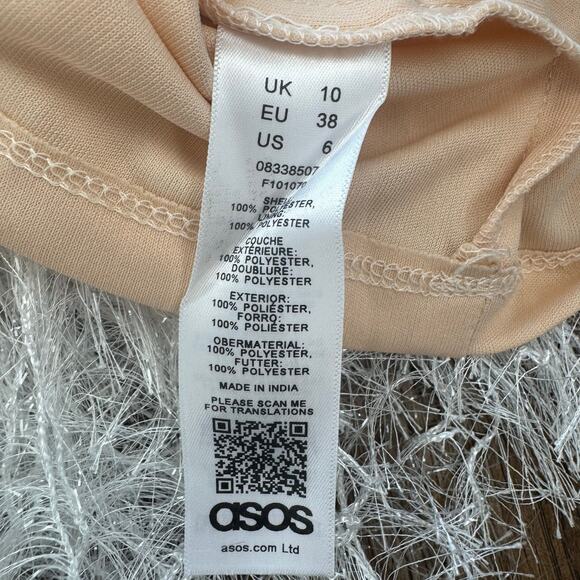 UK 10
EU 38
US 6
08338507
F10107
SHELL:
100% POLYESTER,
LINING:
100% POLYESTER
COUCHE
EXTÉRIEURE:
100% POLYESTER,
DOUBLURE:
100% POLYESTER
EXTERIOR:
100% POLIÉSTER,
FORRO:
100% POLIÉSTER
OBERMATERIAL:
100% POLYESTER,
FUTTER:
100% POLYESTER
MADE IN INDIA
PLEASE SCAN ME
FOR TRANSLATIONS
asos
asos.com Ltd